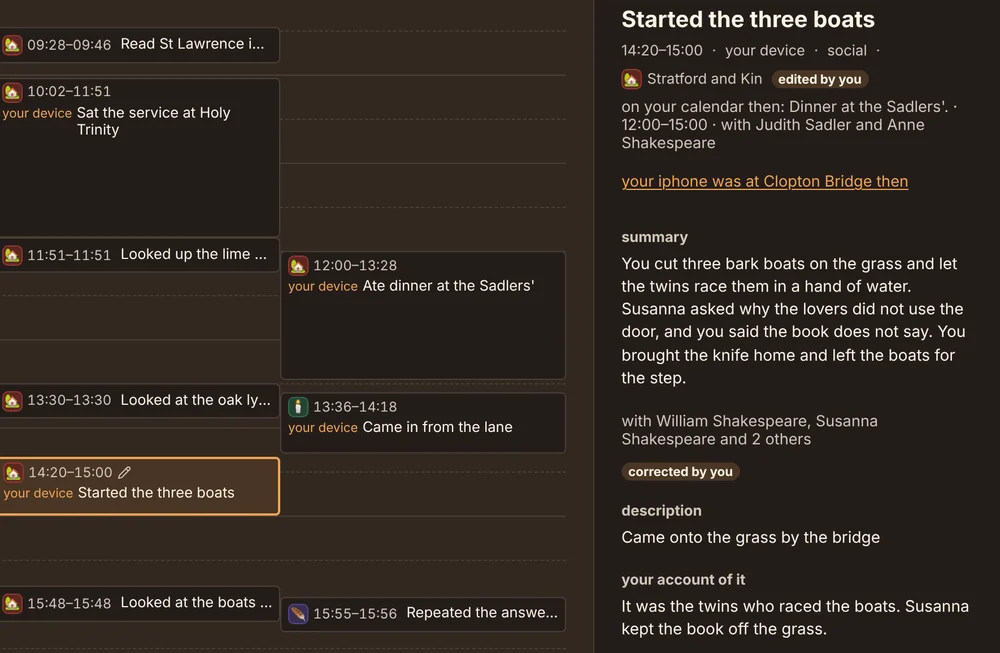 09:28–09:46 Read St Lawrence i...
10:02–11:51
your device Sat the service at Holy
Trinity
11:51–11:51 Looked up the lime ...
12:00–13:28
your device Ate dinner at the Sadlers'
13:30–13:30 Looked at the oak ly...
13:36–14:18
your device Came in from the lane
14:20–15:00
your device Started the three boats
15:48–15:48 Looked at the boats ...
15:55–15:56 Repeated the answe...
Started the three boats
14:20–15:00 · your device · social ·
Stratford and Kin edited by you
on your calendar then: Dinner at the Sadlers'. ·
12:00–15:00 · with Judith Sadler and Anne
Shakespeare
your iphone was at Clopton Bridge then
summary
You cut three bark boats on the grass and let
the twins race them in a hand of water.
Susanna asked why the lovers did not use the
door, and you said the book does not say. You
brought the knife home and left the boats for
the step.
with William Shakespeare, Susanna
Shakespeare and 2 others
corrected by you
description
Came onto the grass by the bridge
your account of it
It was the twins who raced the boats. Susanna
kept the book off the grass.